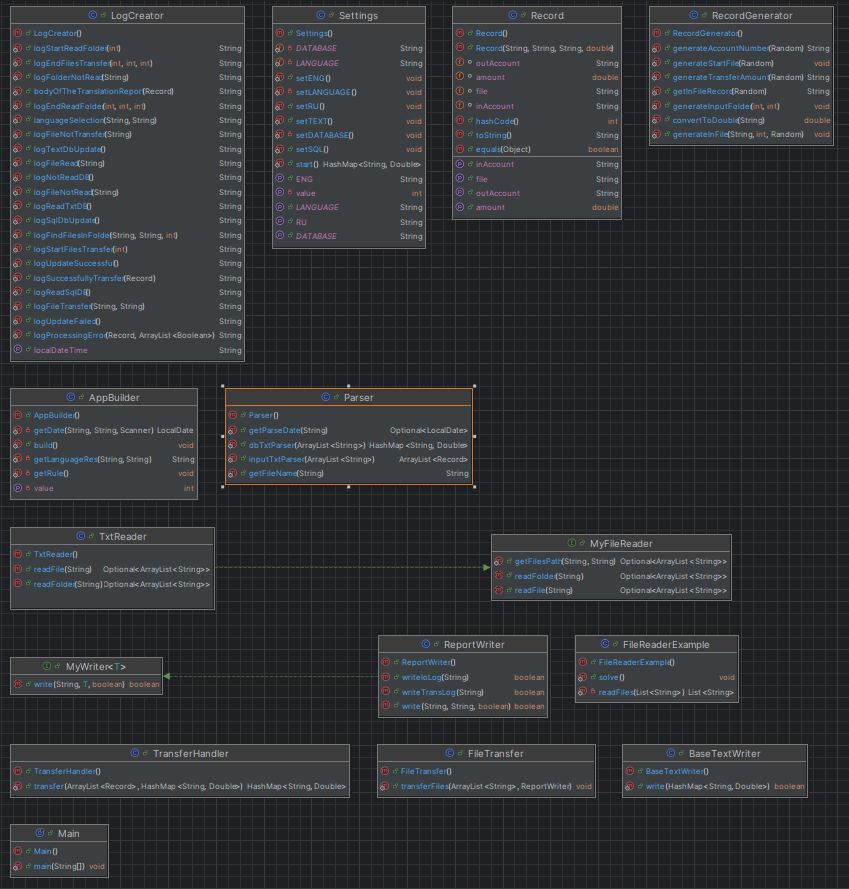 LogCreator
LogCreator()
logStartReadFolder(int) String
logEndFilesTransfer(int, int, int) String
logFolderNotRead(String) String
bodyOfTheTranslationReport(Record) String
logEndReadFolder(int, int, int) String
languageSelection(String, String) String
logFileNotTransfer(String) String
logTextDbUpdate() String
logFileRead(String) String
logNotReadDB() String
logFileNotRead(String) String
logReadTxtDB() String
logSqlDbUpdate() String
logFindFilesInFolde(String, String, int) String
logStartFilesTransfer(int) String
logUpdateSuccessfu() String
logSuccessfullyTransfer(Record) String
logReadSqlDB() String
logFileTransfer(String, String) String
logUpdateFailed() String
logProcessingError(Record, ArrayList<Boolean>) String
localDateTime String
Settings
Settings()
DATABASE String
LANGUAGE String
setENG() void
setLANGUAGE() void
setRU() void
setTEXT() void
setDATABASE() void
setSQL() void
start() HashMap<String, Double>
ENG String
value int
LANGUAGE String
RU String
DATABASE String
Record
Record()
Record(String, String, String, double)
outAccount String
amount double
file String
inAccount String
hashCode() int
toString() String
equals(Object) boolean
inAccount String
file String
outAccount String
amount double
RecordGenerator
RecordGenerator()
generateAccountNumber(Random) String
generateStartFile(Random) void
generateTransferAmount(Random) String
getInFileRecord(Random) String
generateInputFolder(int, int) void
convertToDouble(String) double
generateInFile(String, int, Random) void
AppBuilder
AppBuilder()
getDate(String, String, Scanner) LocalDate
build() void
getLanguageRes(String, String) String
getRule() void
value int
Parser
Parser()
getParseDate(String) Optional<LocalDate>
dbTxtParser(ArrayList<String>) HashMap<String, Double>
inputTxtParser(ArrayList<String>) ArrayList<Record>
getFileName(String) String
TxtReader
TxtReader()
readFile(String) Optional<ArrayList<String>>
readFolder(String) Optional<ArrayList<String>>
MyFileReader
getFilesPath(String, String) Optional<ArrayList<String>>
readFolder(String) Optional<ArrayList<String>>
readFile(String) Optional<ArrayList<String>>
MyWriter<T>
write(String, T, boolean) boolean
ReportWriter
ReportWriter()
writeIoLog(String) boolean
writeTransLog(String) boolean
write(String, String, boolean) boolean
FileReaderExample
FileReaderExample()
solve() void
readFiles(List<String>) List<String>
TransferHandler
TransferHandler()
transfer(ArrayList<Record>, HashMap<String, Double>) HashMap<String, Double>
FileTransfer
FileTransfer()
transferFiles(ArrayList<String>, ReportWriter) void
BaseTextWriter
BaseTextWriter()
write(HashMap<String, Double>) boolean
Main
Main()
main(String[]) void